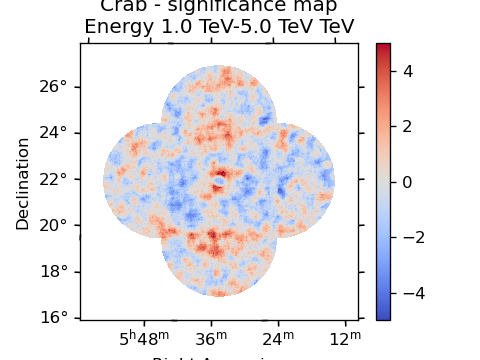 Crab - significance map
Energy 1.0 TeV-5.0 TeV TeV
26°
24°
22°
20°
18°
16°
Declination
5h48m 36m 24m 12m
4
2
0
−2
−4